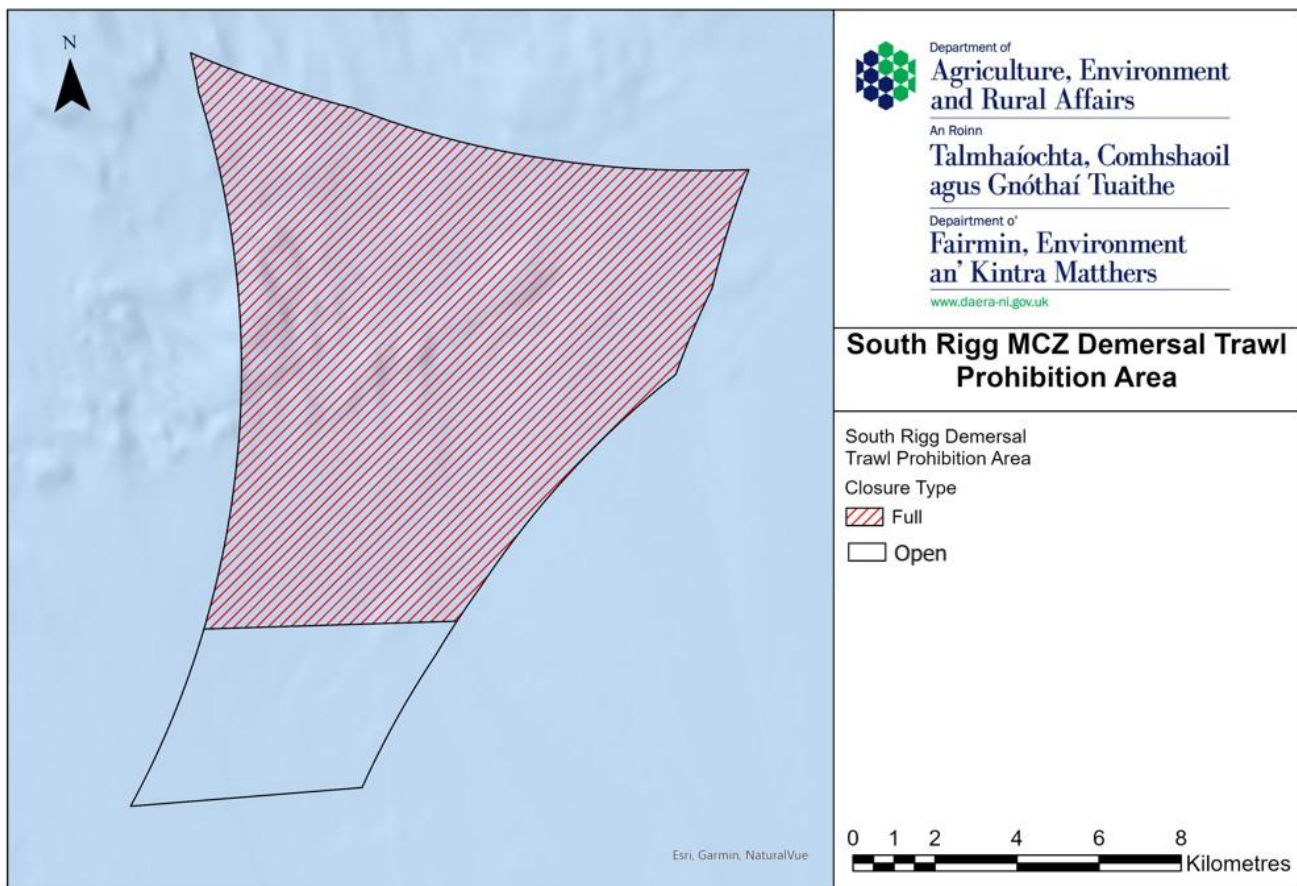 N
Esri, Garmin, NaturalVue
Department of
Agriculture, Environment
and Rural Affairs
An Roinn
Talmhaíochta, Comhshaoil
agus Gnóthaí Tuaithe
Depairtment o'
Fairmin, Environment
an' Kintra Matthers
www.daera-ni.gov.uk
South Rigg MCZ Demersal Trawl
Prohibition Area
South Rigg Demersal
Trawl Prohibition Area
Closure Type
Full
Open
0 1 2 4 6 8
Kilometres